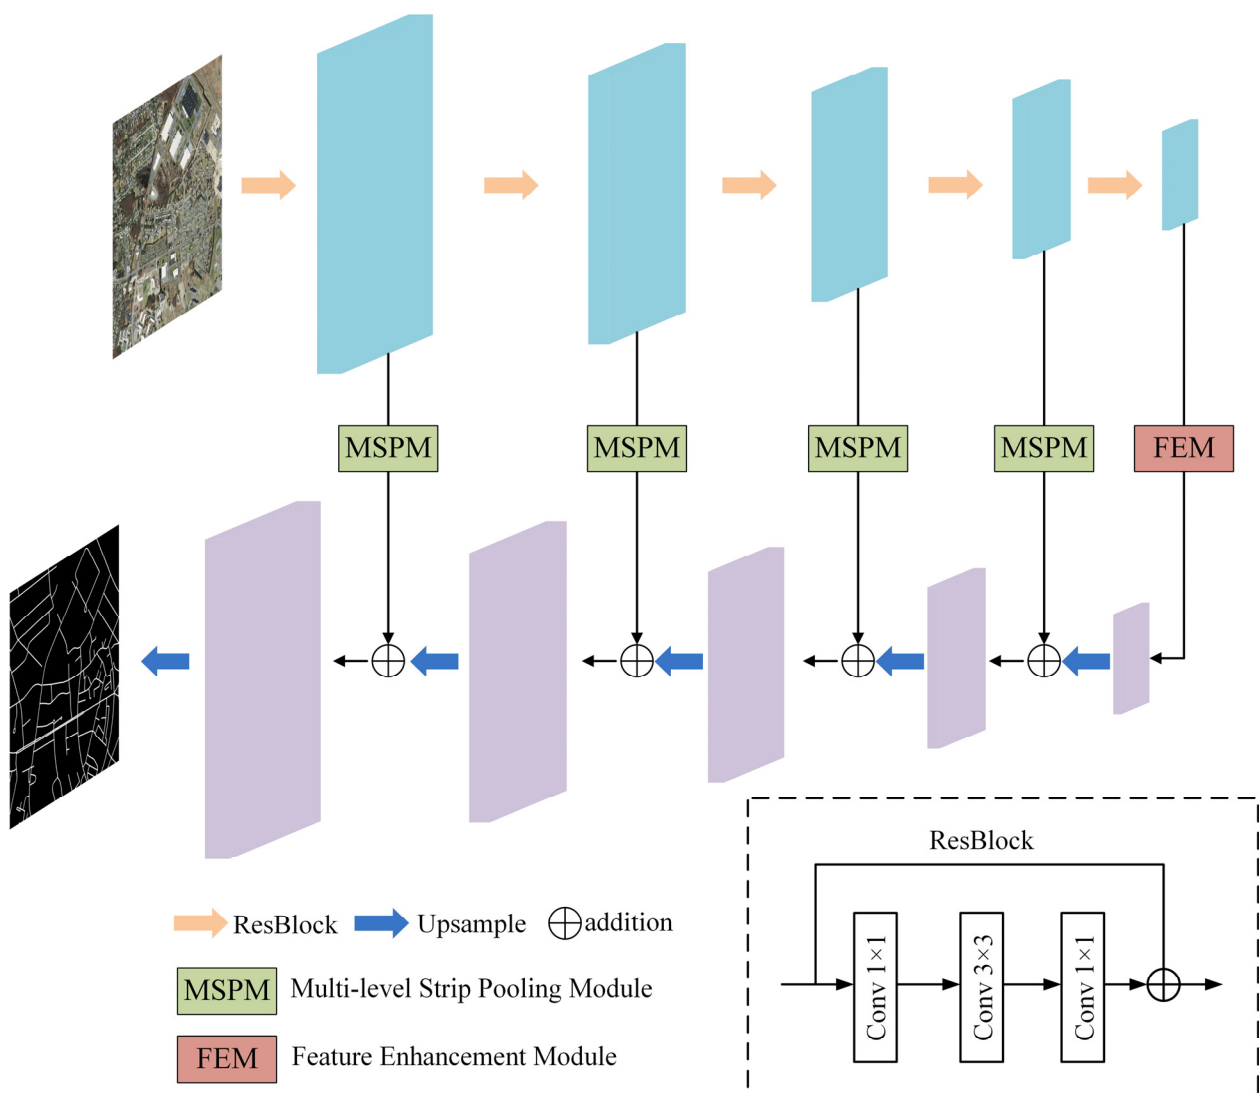 MSPM
MSPM
MSPM
MSPM
FEM
ResBlock
Conv 1×1
Conv 3×3
Conv 1×1
ResBlock
Upsample
addition
MSPM
Multi-level Strip Pooling Module
FEM
Feature Enhancement Module